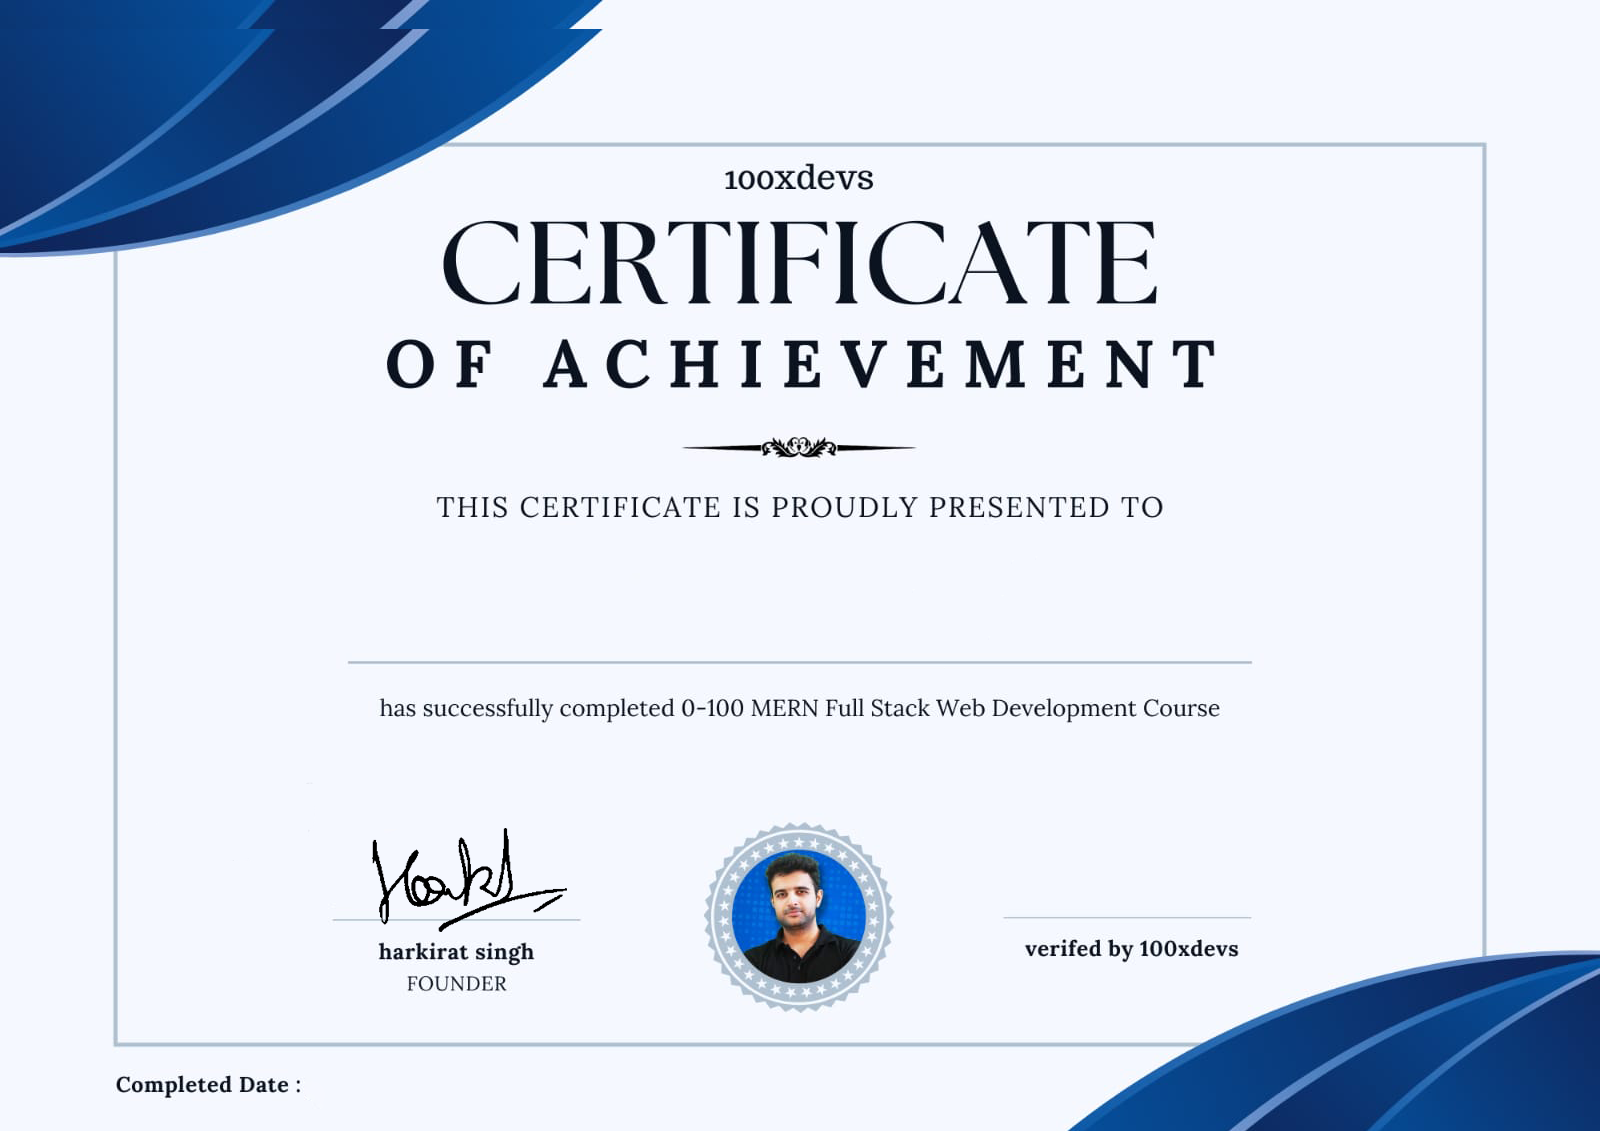 100xdevs
CERTIFICATE
OF ACHIEVEMENT
THIS CERTIFICATE IS PROUDLY PRESENTED TO
has successfully completed 0-100 MERN Full Stack Web Development Course
harkirat singh
FOUNDER
verifed by 100xdevs
Completed Date :